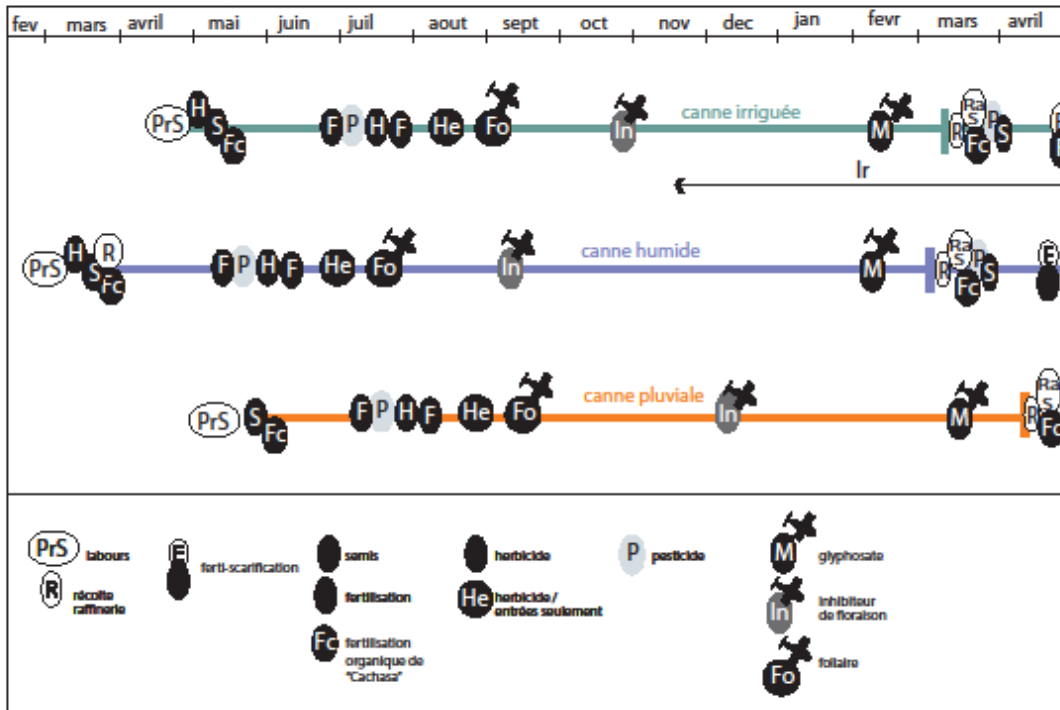 fev mars avril mai juin juil aout sept oct nov dec jan fevr mars avril
canne irriguée
PrS H S Fc F P H F He Fo In M R Ra S Fc P S
Ir
canne humide
PrS H S R Fc F P H F He Fo In M R Ra S Fc P S E
canne pluviale
PrS S Fc F P H F He Fo In M R Ra S Fc
PrS labours
E ferti-scarification
semis
herbicide
P pesticide
M glyphosate
R récolte
raffinerie
fertilisation
He herbicide /
entrées seulement
In inhibiteur
de floraison
Fc fertilisation
organique de
"Cachasa"
Fo foliaire